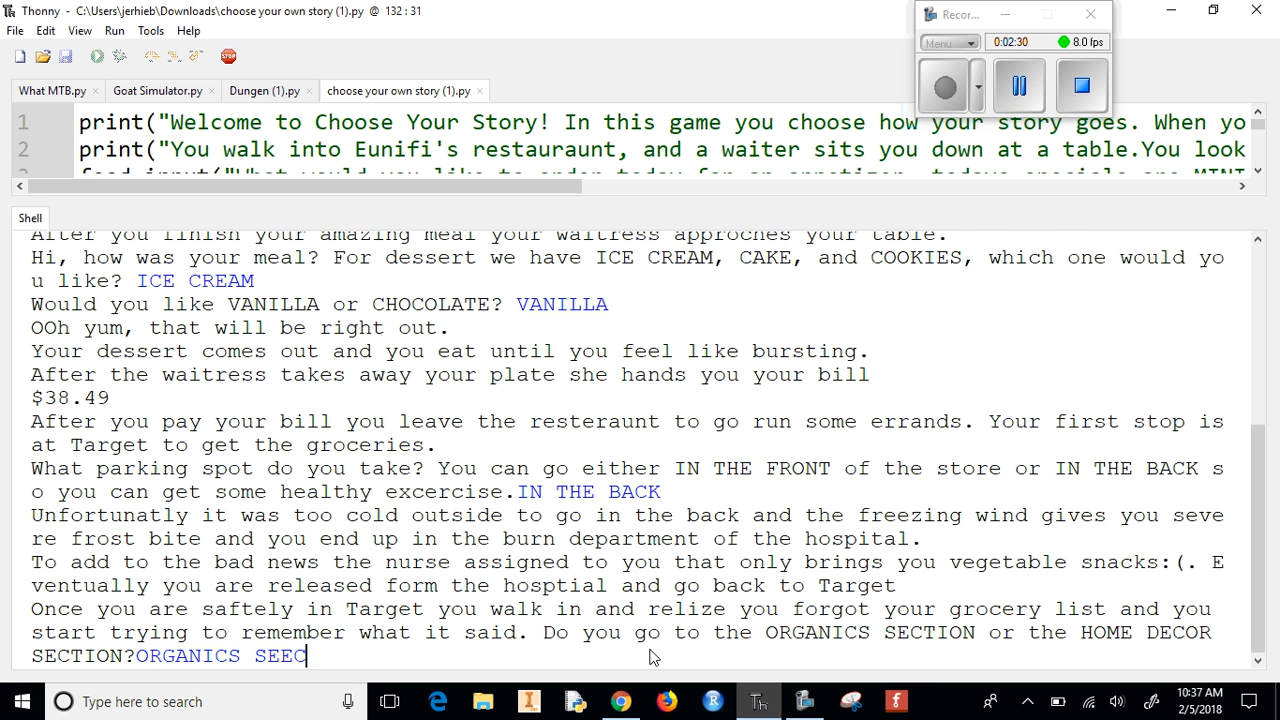 Thonny - C:\Users\jerhieb\Downloads\choose your own story (1).py @ 132 : 31
Recor...
File Edit View Run Tools Help
Menu 0:02:30 8.0 fps
STOP
What MTB.py × Goat Simulator.py × Dungen (1).py × choose your own story (1).py ×
1 print("Welcome to Choose Your Story! In this game you choose how your story goes. When yo
2 print("You walk into Eunifi's restauraunt, and a waiter sits you down at a table.You look
Shell
After you finish your amazing meal your waitress approches your table.
Hi, how was your meal? For dessert we have ICE CREAM, CAKE, and COOKIES, which one would yo
u like? ICE CREAM
Would you like VANILLA or CHOCOLATE? VANILLA
OOh yum, that will be right out.
Your dessert comes out and you eat until you feel like bursting.
After the waitress takes away your plate she hands you your bill
$38.49
After you pay your bill you leave the resteraunt to go run some errands. Your first stop is
at Target to get the groceries.
What parking spot do you take? You can go either IN THE FRONT of the store or IN THE BACK s
o you can get some healthy excercise.IN THE BACK
Unfortunatly it was too cold outside to go in the back and the freezing wind gives you seve
re frost bite and you end up in the burn department of the hospital.
To add to the bad news the nurse assigned to you that only brings you vegetable snacks:(. E
ventually you are released form the hosptial and go back to Target
Once you are saftely in Target you walk in and relize you forgot your grocery list and you
start trying to remember what it said. Do you go to the ORGANICS SECTION or the HOME DECOR
SECTION?ORGANICS SEEC
Type here to search
10:37 AM
2/5/2018